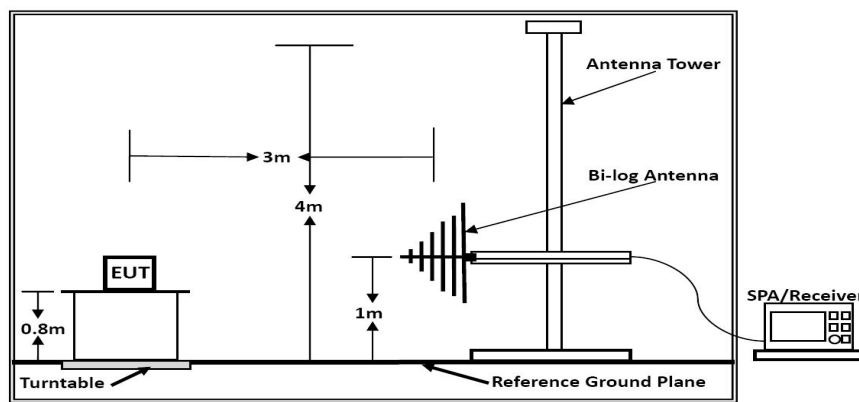 Antenna Tower
3m
Bi-log Antenna
4m
EUT
SPA/Receiver
0.8m
1m
Turntable
Reference Ground Plane